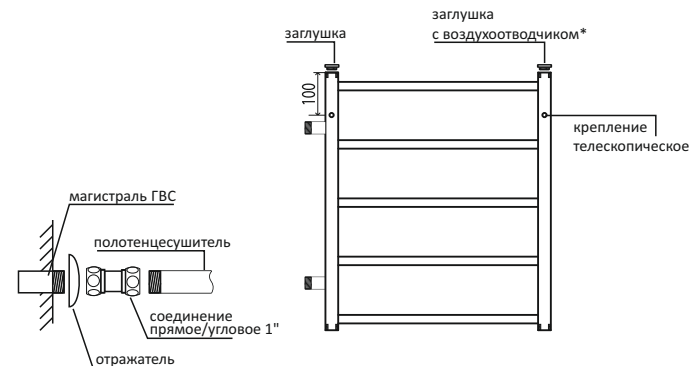 заглушка
с воздухоотводчиком*
заглушка
100
крепление
телескопическое
магистраль ГВС
полотенцесушитель
соединение
прямое/угловое 1"
отражатель